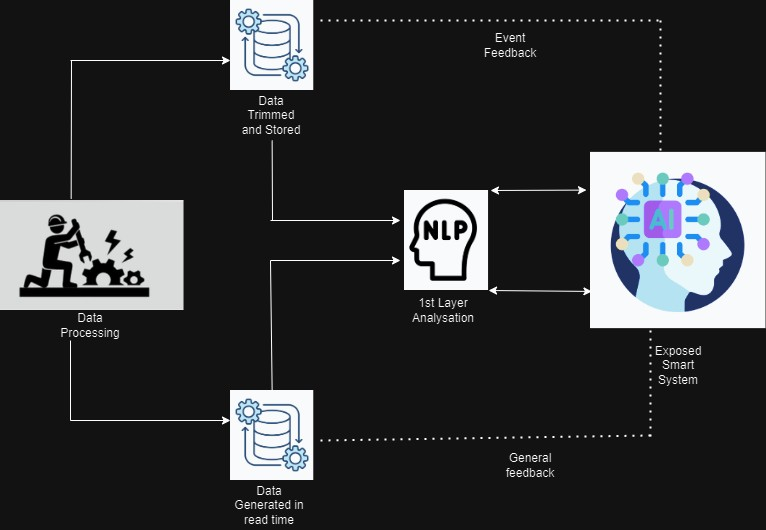 Event
Feedback
Data
Trimmed
and Stored
NLP
AI
Data
Processing
1st Layer
Analysation
Exposed
Smart
System
General
feedback
Data
Generated in
read time